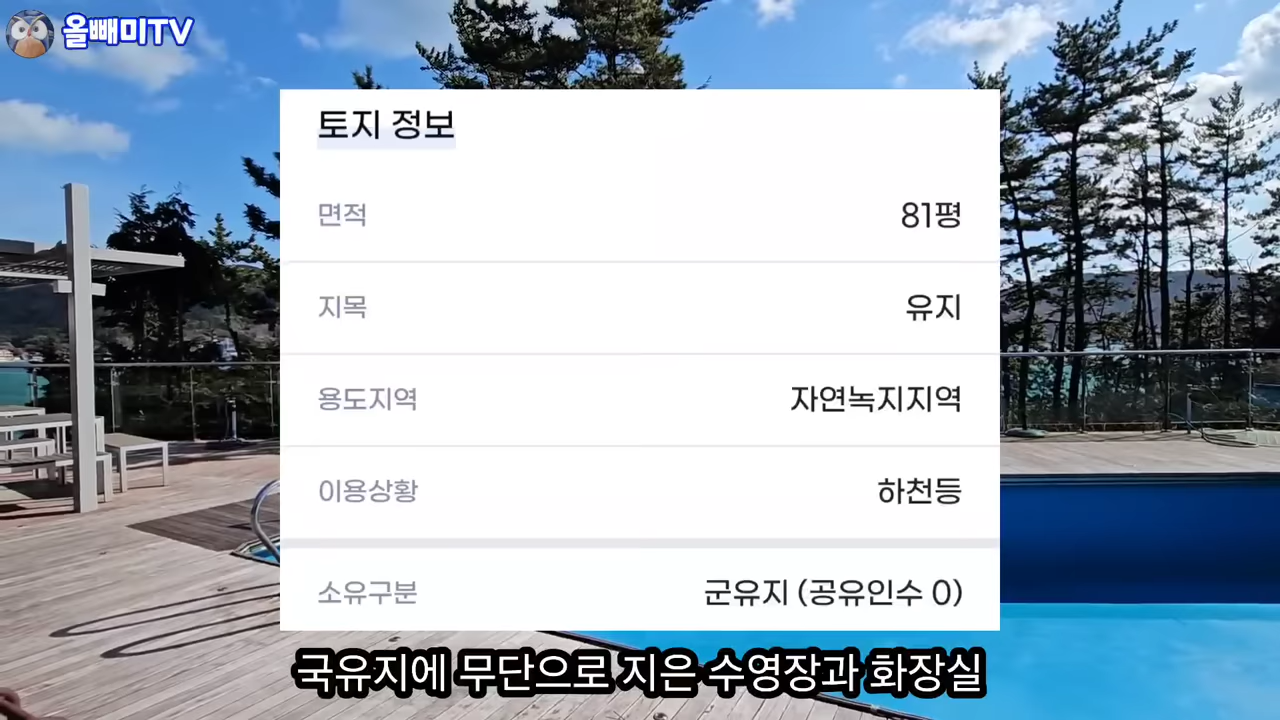 올빼미TV
토지 정보
면적 81평
지목 유지
용도지역 자연녹지지역
이용상황 하천등
소유구분 군유지 (공유인수 0)
국유지에 무단으로 지은 수영장과 화장실